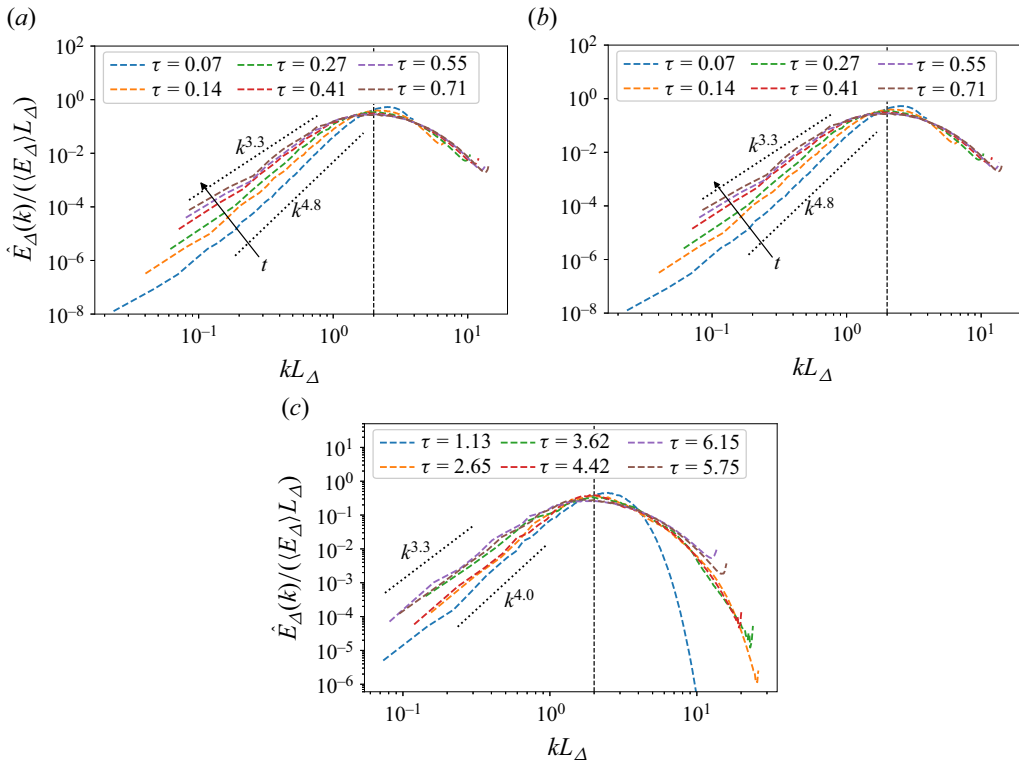 (a)
10^2
τ = 0.07 τ = 0.27 τ = 0.55
τ = 0.14 τ = 0.41 τ = 0.71
10^0
k^3.3
10^–2
10^–4
k^4.8
10^–6
t
10^–8
10^–1 10^0 10^1
Ê_Δ(k)/(⟨E_Δ⟩L_Δ)
kL_Δ
(b)
10^2
τ = 0.07 τ = 0.27 τ = 0.55
τ = 0.14 τ = 0.41 τ = 0.71
10^0
k^3.3
10^–2
10^–4
k^4.8
10^–6
t
10^–8
10^–1 10^0 10^1
kL_Δ
(c)
10^1
τ = 1.13 τ = 3.62 τ = 6.15
τ = 2.65 τ = 4.42 τ = 5.75
10^0
10^–1
k^3.3
10^–2
10^–3
k^4.0
10^–4
10^–5
10^–6
10^–1 10^0 10^1
Ê_Δ(k)/(⟨E_Δ⟩L_Δ)
kL_Δ